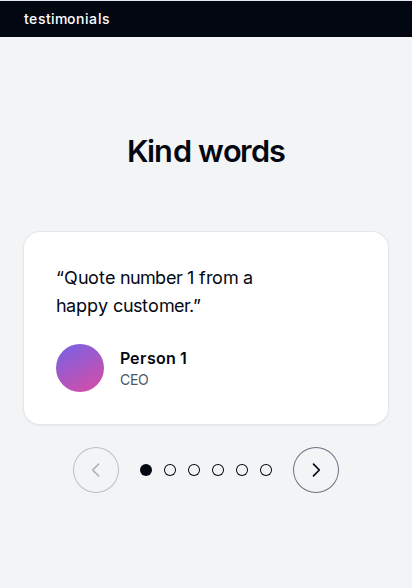 testimonials
Kind words
“Quote number 1 from a
happy customer.”
Person 1
CEO